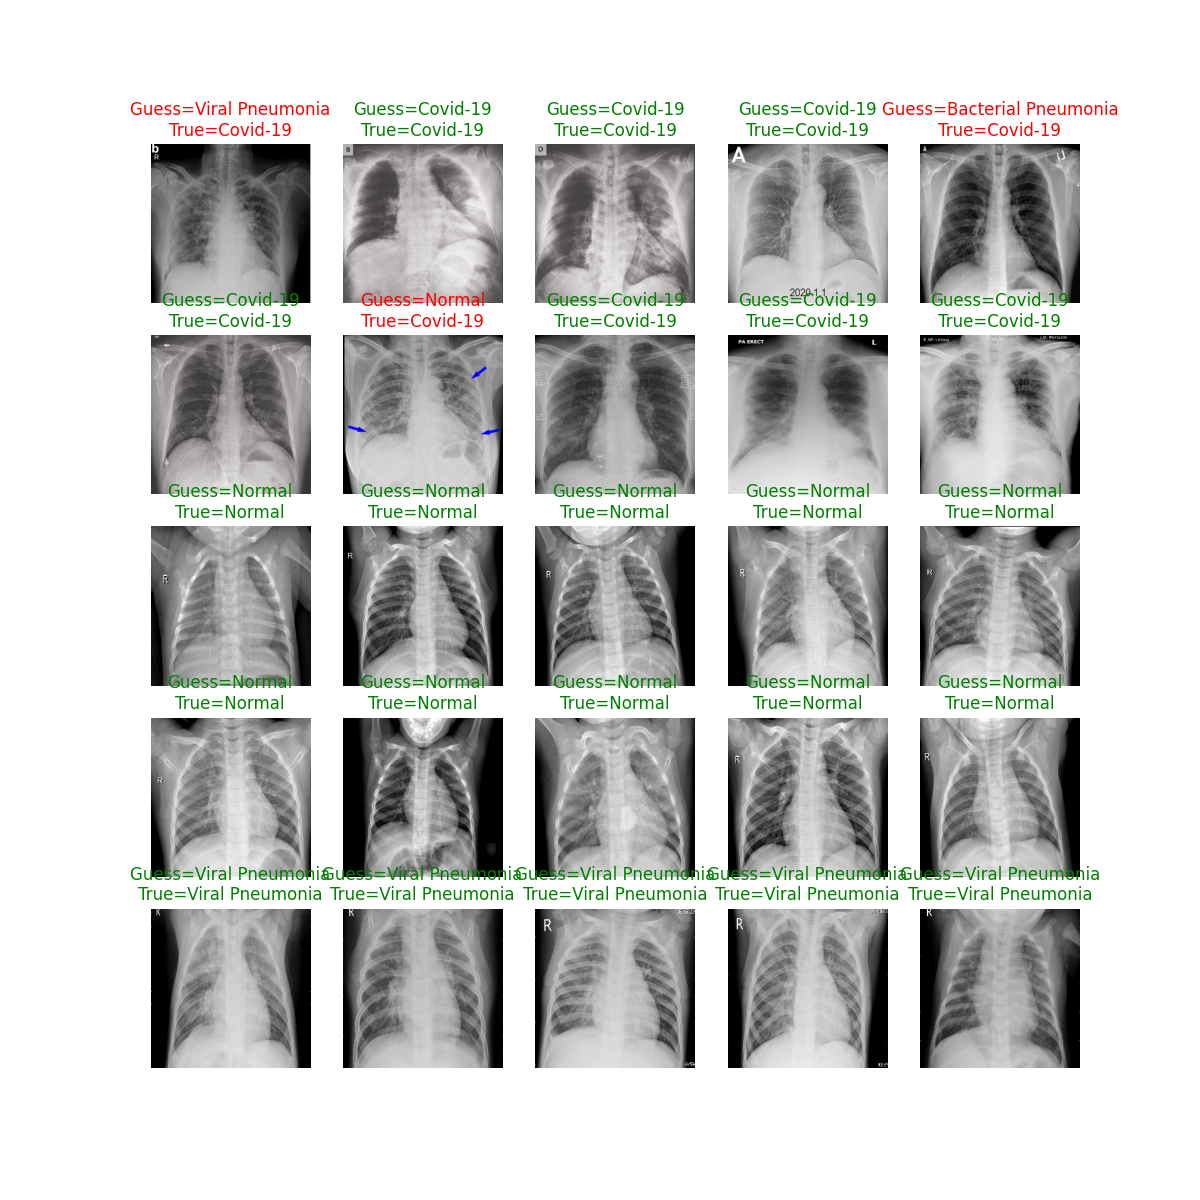 Guess=Viral Pneumonia
True=Covid-19
Guess=Covid-19
True=Covid-19
Guess=Covid-19
True=Covid-19
Guess=Covid-19
True=Covid-19
Guess=Bacterial Pneumonia
True=Covid-19
b
R
B
D
A
2020.1.1
A
Guess=Covid-19
True=Covid-19
Guess=Normal
True=Covid-19
Guess=Covid-19
True=Covid-19
Guess=Covid-19
True=Covid-19
Guess=Covid-19
True=Covid-19
PA ERECT
L
Guess=Normal
True=Normal
Guess=Normal
True=Normal
Guess=Normal
True=Normal
Guess=Normal
True=Normal
Guess=Normal
True=Normal
R
R
R
R
R
Guess=Normal
True=Normal
Guess=Normal
True=Normal
Guess=Normal
True=Normal
Guess=Normal
True=Normal
Guess=Normal
True=Normal
R
R
R
Guess=Viral Pneumonia
True=Viral Pneumonia
Guess=Viral Pneumonia
True=Viral Pneumonia
Guess=Viral Pneumonia
True=Viral Pneumonia
Guess=Viral Pneumonia
True=Viral Pneumonia
Guess=Viral Pneumonia
True=Viral Pneumonia
R
R
R
R
R